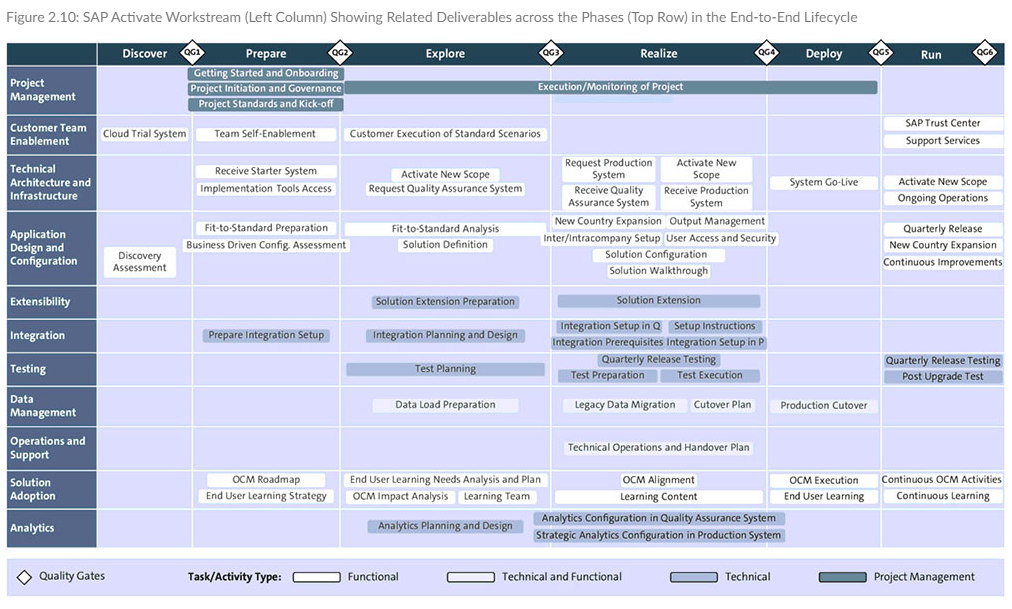 Figure 2.10: SAP Activate Workstream (Left Column) Showing Related Deliverables across the Phases (Top Row) in the End-to-End Lifecycle
Discover QG1 Prepare QG2 Explore QG3 Realize QG4 Deploy QG5 Run QG6
Project
Management
Getting Started and Onboarding
Project Initiation and Governance
Project Standards and Kick-off
Execution/Monitoring of Project
Customer Team
Enablement
Cloud Trial System
Team Self-Enablement
Customer Execution of Standard Scenarios
SAP Trust Center
Support Services
Technical
Architecture and
Infrastructure
Receive Starter System
Implementation Tools Access
Activate New Scope
Request Quality Assurance System
Request Production
System
Activate New
Scope
Receive Quality
Assurance System
Receive Production
System
System Go-Live
Activate New Scope
Ongoing Operations
Application
Design and
Configuration
Discovery
Assessment
Fit-to-Standard Preparation
Business Driven Config. Assessment
Fit-to-Standard Analysis
Solution Definition
New Country Expansion
Output Management
Inter/Intracompany Setup
User Access and Security
Solution Configuration
Solution Walkthrough
Quarterly Release
New Country Expansion
Continuous Improvements
Extensibility
Solution Extension Preparation
Solution Extension
Integration
Prepare Integration Setup
Integration Planning and Design
Integration Setup in Q
Setup Instructions
Integration Prerequisites
Integration Setup in P
Testing
Test Planning
Quarterly Release Testing
Test Preparation
Test Execution
Quarterly Release Testing
Post Upgrade Test
Data
Management
Data Load Preparation
Legacy Data Migration
Cutover Plan
Production Cutover
Operations and
Support
Technical Operations and Handover Plan
Solution
Adoption
OCM Roadmap
End User Learning Strategy
End User Learning Needs Analysis and Plan
OCM Impact Analysis
Learning Team
OCM Alignment
Learning Content
OCM Execution
End User Learning
Continuous OCM Activities
Continuous Learning
Analytics
Analytics Planning and Design
Analytics Configuration in Quality Assurance System
Strategic Analytics Configuration in Production System
Quality Gates
Task/Activity Type:
Functional
Technical and Functional
Technical
Project Management